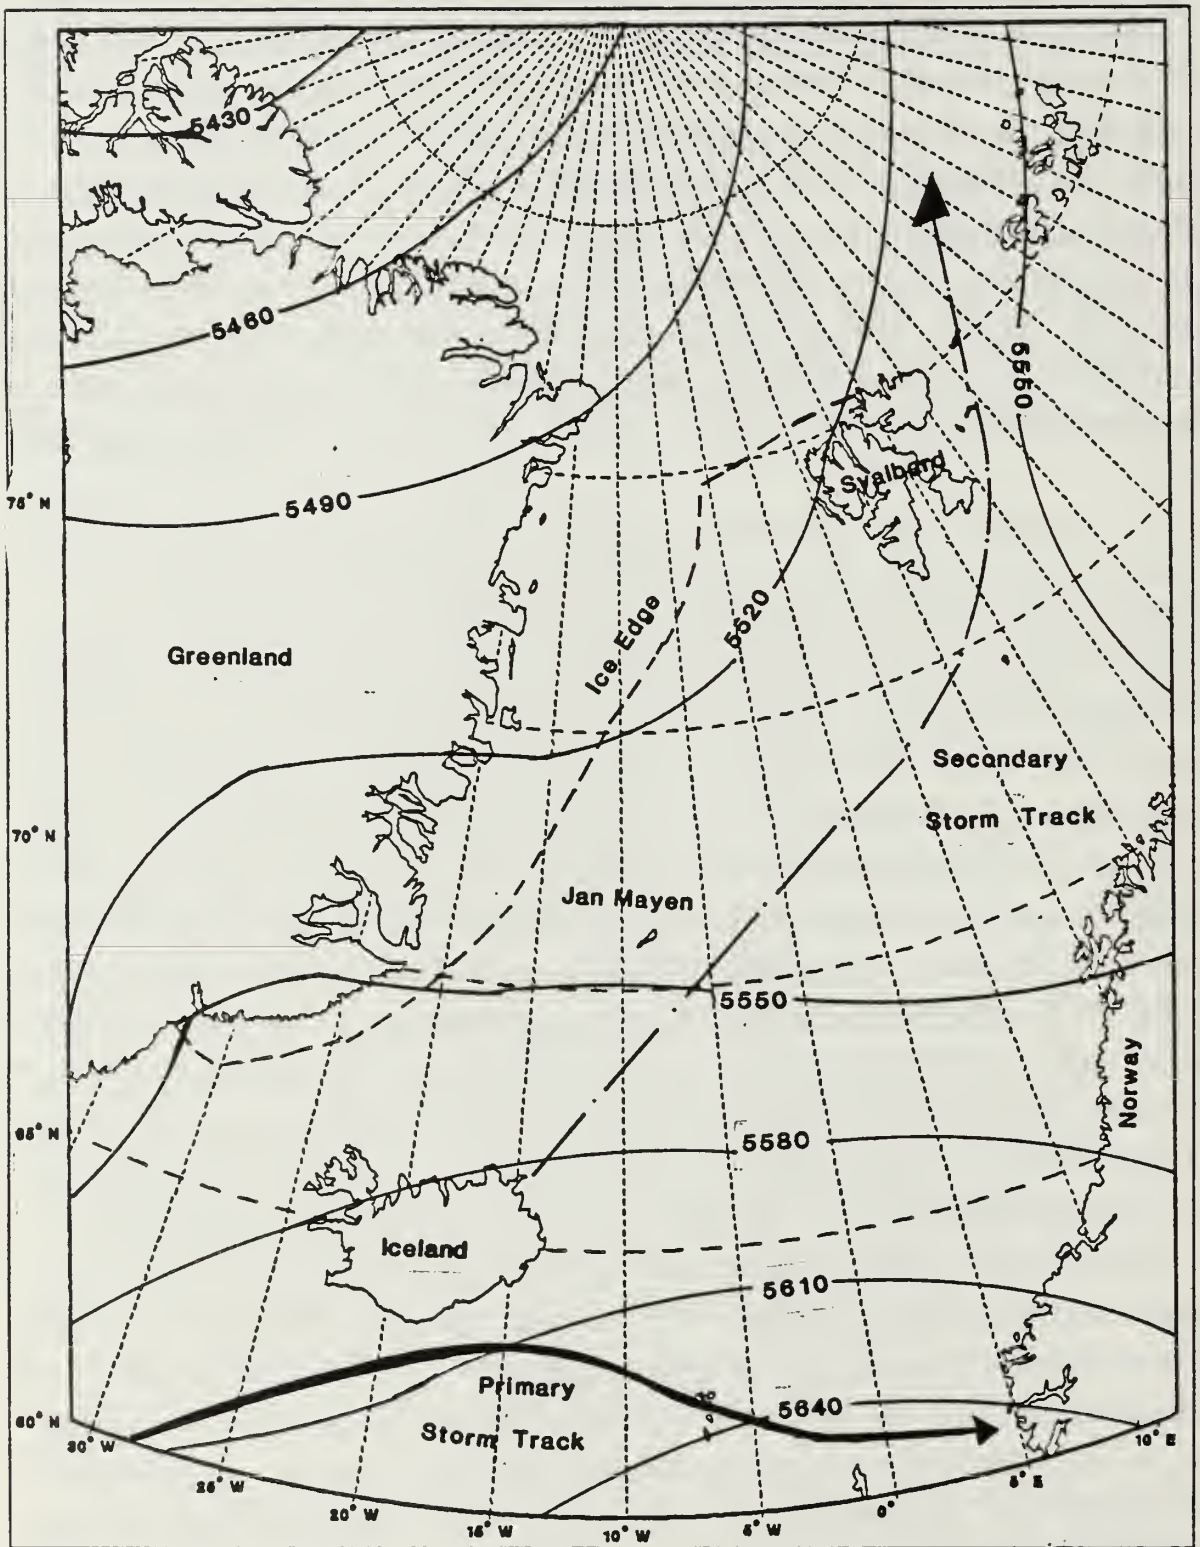 5430
5460
5550
Svalbard
75° N
5490
5520
Ice Edge
Greenland
Secondary
Storm Track
70° N
Jan Mayen
5550
Norway
65° N
5580
Iceland
5610
Primary
Storm Track
5640
60° N
30° W
25° W
20° W
15° W
10° W
5° W
0°
5° E
10° E